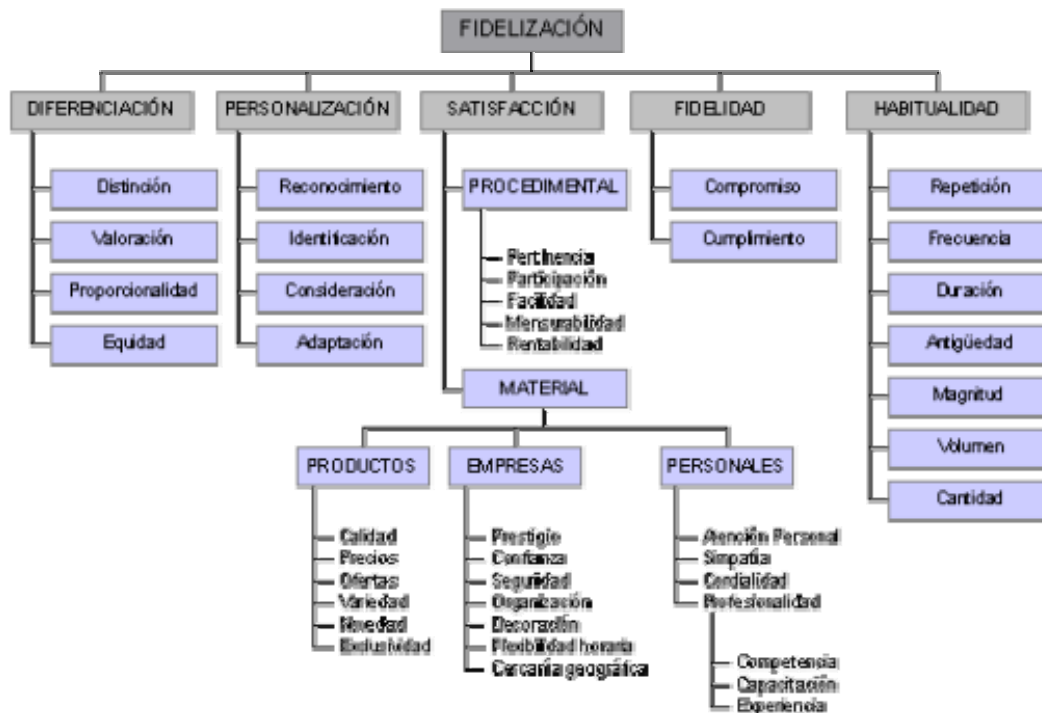 FIDELIZACIÓN
DIFERENCIACIÓN
PERSONALIZACIÓN
SATISFACCIÓN
FIDELIDAD
HABITUALIDAD
Distinción
Valoración
Proporcionalidad
Equidad
Reconocimiento
Identificación
Consideración
Adaptación
PROCEDIMENTAL
Pertinencia
Participación
Facilidad
Mensurabilidad
Rentabilidad
MATERIAL
Compromiso
Cumplimiento
Repetición
Frecuencia
Duración
Antigüedad
Magnitud
Volumen
Cantidad
PRODUCTOS
Calidad
Precios
Ofertas
Variedad
Exclusividad
EMPRESAS
Prestigio
Confianza
Seguridad
Organización
Decoración
Flexibilidad horaria
Cercanía geográfica
PERSONALES
Atención Personal
Simpatía
Cordialidad
Profesionalidad
Competencia
Capacitación
Experiencia